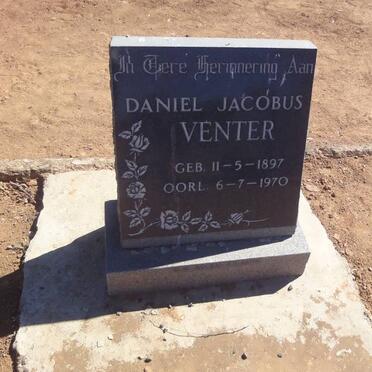 In Tere Herinnering Aan
DANIEL JACOBUS
VENTER
GEB. 11-5-1897
OORL. 6-7-1970